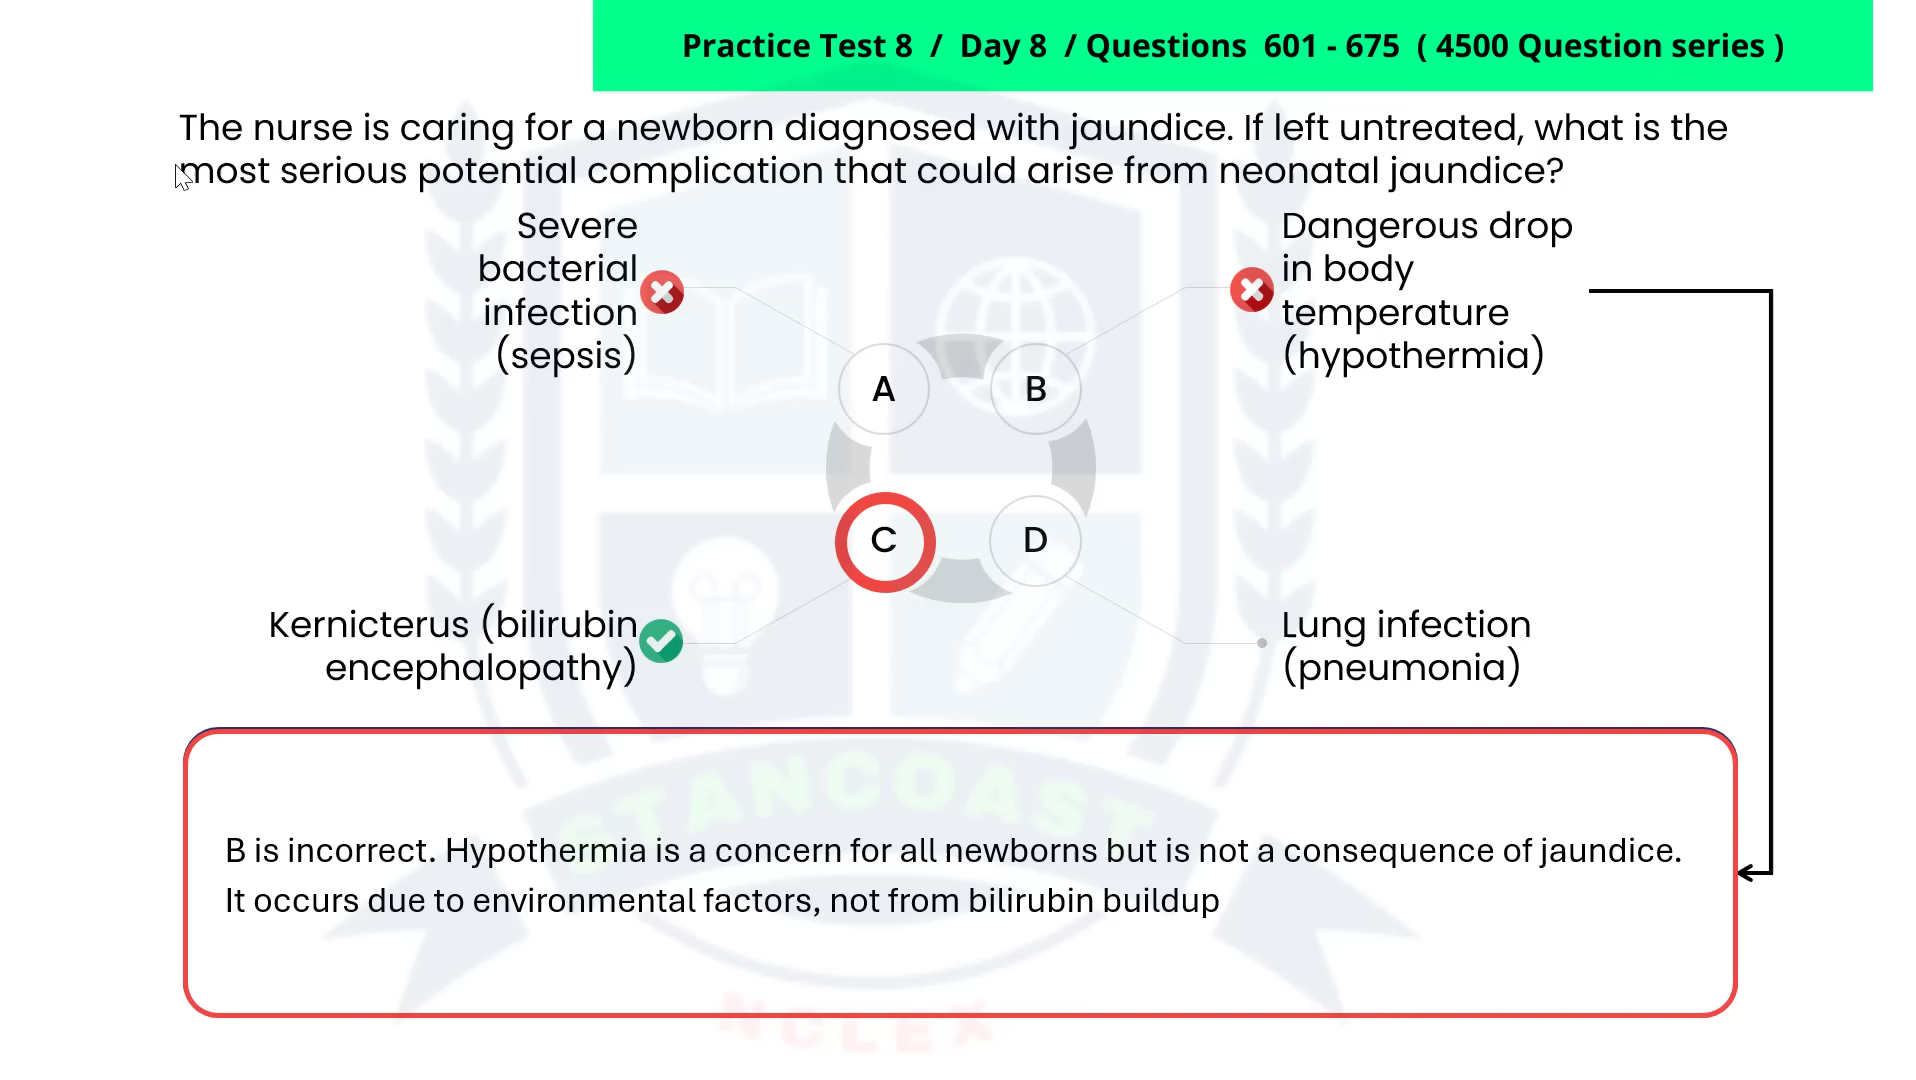 Practice Test 8 / Day 8 / Questions 601 - 675 ( 4500 Question series )
The nurse is caring for a newborn diagnosed with jaundice. If left untreated, what is the
most serious potential complication that could arise from neonatal jaundice?
Severe
bacterial
infection
(sepsis)
Dangerous drop
in body
temperature
(hypothermia)
A
B
C
D
Kernicterus (bilirubin
encephalopathy)
Lung infection
(pneumonia)
STANCOAST
B is incorrect. Hypothermia is a concern for all newborns but is not a consequence of jaundice.
It occurs due to environmental factors, not from bilirubin buildup
NCLEX